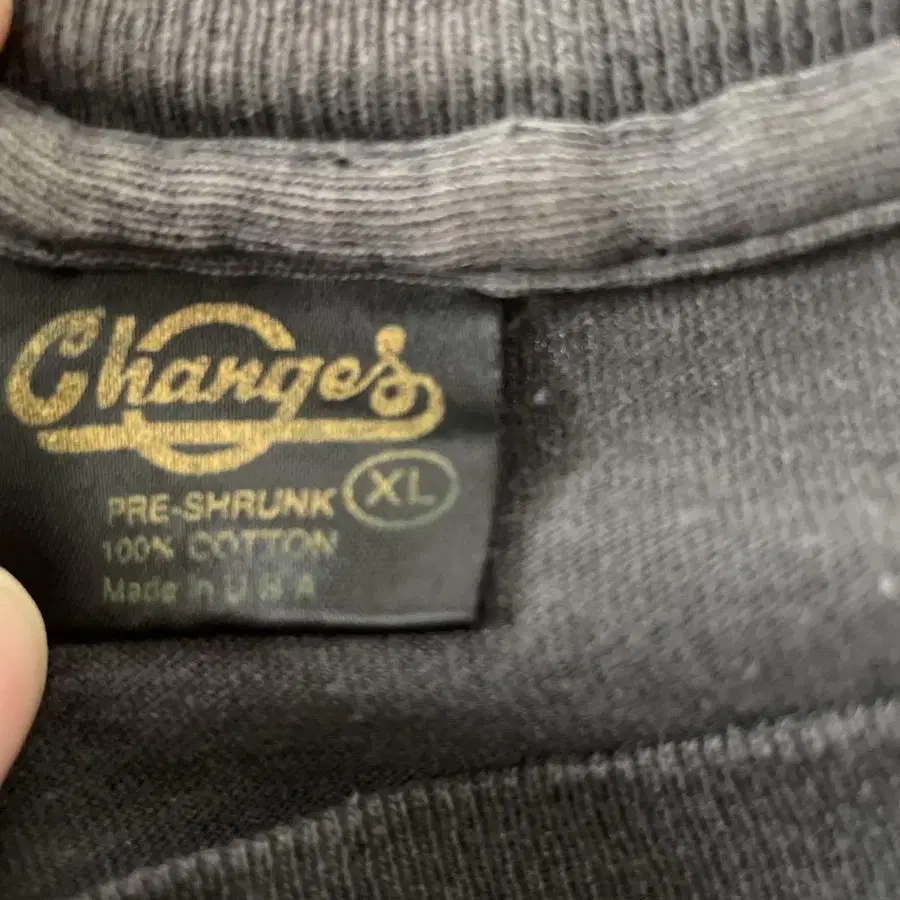 Changes
PRE-SHRUNK XL
100% COTTON
Made in U.S.A